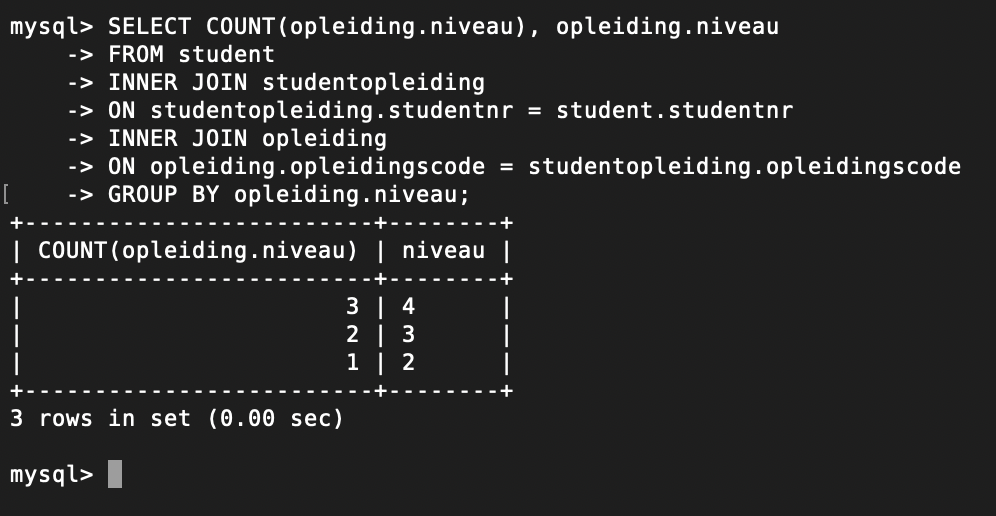 mysql> SELECT COUNT(opleiding.niveau), opleiding.niveau
    -> FROM student
    -> INNER JOIN studentopleiding
    -> ON studentopleiding.studentnr = student.studentnr
    -> INNER JOIN opleiding
    -> ON opleiding.opleidingscode = studentopleiding.opleidingscode
[    -> GROUP BY opleiding.niveau;
+-------------------------+--------+
| COUNT(opleiding.niveau) | niveau |
+-------------------------+--------+
|                       3 | 4      |
|                       2 | 3      |
|                       1 | 2      |
+-------------------------+--------+
3 rows in set (0.00 sec)
mysql>